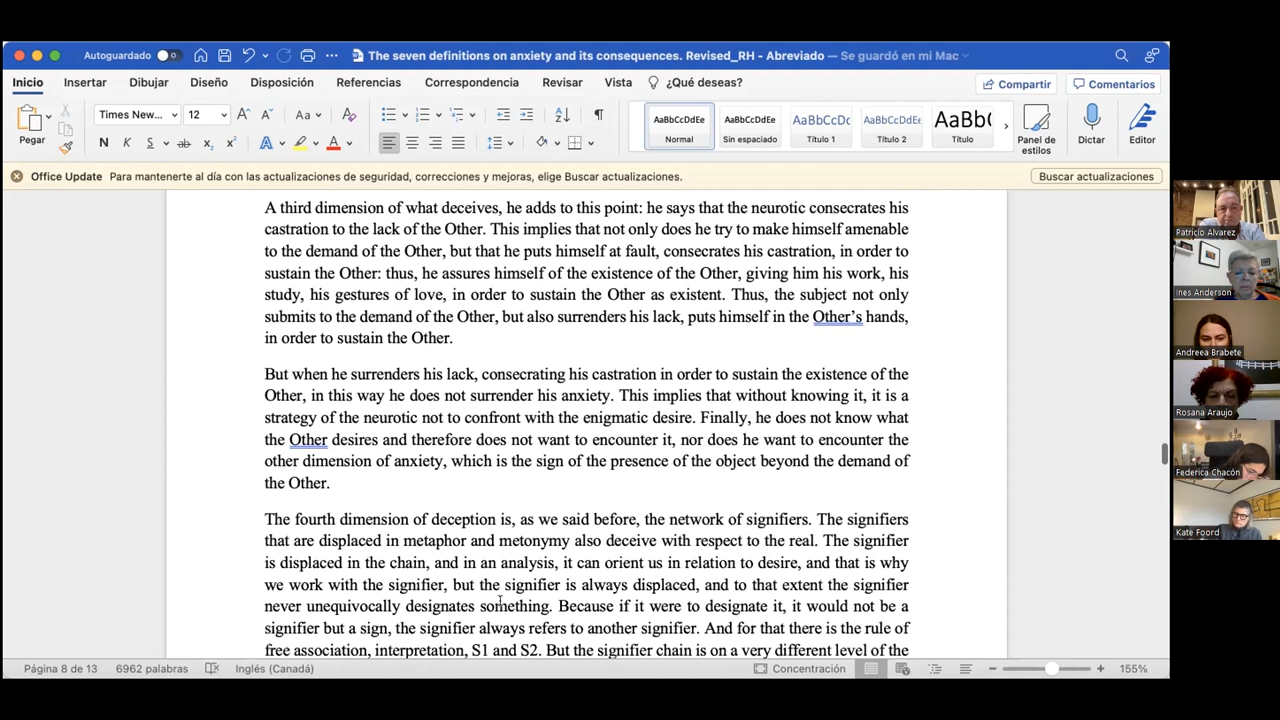 Autoguardado
The seven definitions on anxiety and its consequences. Revised_RH - Abreviado — Se guardó en mi Mac
Inicio Insertar Dibujar Diseño Disposición Referencias Correspondencia Revisar Vista ¿Qué deseas? Compartir Comentarios
Pegar
Times New... 12
N K S ab x₂ x²
AaBbCcDdEe Normal
AaBbCcDdEe Sin espaciado
AaBbCcDc Título 1
AaBbCcDdEe Título 2
AaBb( Título
Panel de estilos
Dictar
Editor
Office Update Para mantenerte al día con las actualizaciones de seguridad, correcciones y mejoras, elige Buscar actualizaciones. Buscar actualizaciones
A third dimension of what deceives, he adds to this point: he says that the neurotic consecrates his
castration to the lack of the Other. This implies that not only does he try to make himself amenable
to the demand of the Other, but that he puts himself at fault, consecrates his castration, in order to
sustain the Other: thus, he assures himself of the existence of the Other, giving him his work, his
study, his gestures of love, in order to sustain the Other as existent. Thus, the subject not only
submits to the demand of the Other, but also surrenders his lack, puts himself in the Other's hands,
in order to sustain the Other.
But when he surrenders his lack, consecrating his castration in order to sustain the existence of the
Other, in this way he does not surrender his anxiety. This implies that without knowing it, it is a
strategy of the neurotic not to confront with the enigmatic desire. Finally, he does not know what
the Other desires and therefore does not want to encounter it, nor does he want to encounter the
other dimension of anxiety, which is the sign of the presence of the object beyond the demand of
the Other.
The fourth dimension of deception is, as we said before, the network of signifiers. The signifiers
that are displaced in metaphor and metonymy also deceive with respect to the real. The signifier
is displaced in the chain, and in an analysis, it can orient us in relation to desire, and that is why
we work with the signifier, but the signifier is always displaced, and to that extent the signifier
never unequivocally designates something. Because if it were to designate it, it would not be a
signifier but a sign, the signifier always refers to another signifier. And for that there is the rule of
free association, interpretation, S1 and S2. But the signifier chain is on a very different level of the
Página 8 de 13 6962 palabras Inglés (Canadá) Concentración 155%
Patricio Alvarez
Ines Anderson
Andreea Brabete
Rosana Araujo
Federica Chacón
Kate Foord